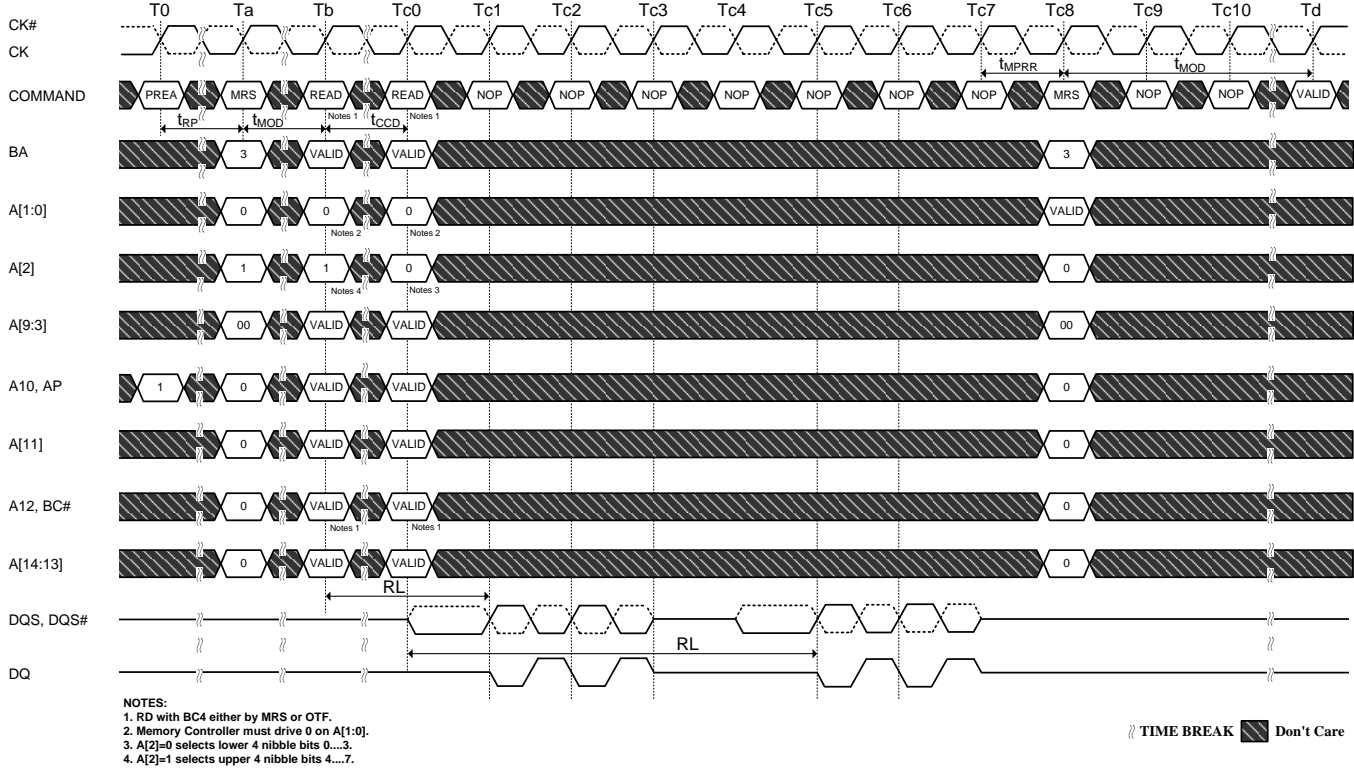 T0 Ta Tb Tc0 Tc1 Tc2 Tc3 Tc4 Tc5 Tc6 Tc7 Tc8 Tc9 Tc10 Td
CK#
CK
tMPRR tMOD
COMMAND PREA MRS READ READ NOP NOP NOP NOP NOP NOP NOP MRS NOP NOP VALID
Notes 1 Notes 1
tRP tMOD tCCD
BA 3 VALID VALID 3
A[1:0] 0 0 0 VALID
Notes 2 Notes 2
A[2] 1 1 0 0
Notes 4 Notes 3
A[9:3] 00 VALID VALID 00
A10, AP 1 0 VALID VALID 0
A[11] 0 VALID VALID 0
A12, BC# 0 VALID VALID 0
Notes 1 Notes 1
A[14:13] 0 VALID VALID 0
RL
DQS, DQS#
RL
DQ
NOTES:
1. RD with BC4 either by MRS or OTF.
2. Memory Controller must drive 0 on A[1:0].
3. A[2]=0 selects lower 4 nibble bits 0....3.
4. A[2]=1 selects upper 4 nibble bits 4....7.
TIME BREAK Don't Care